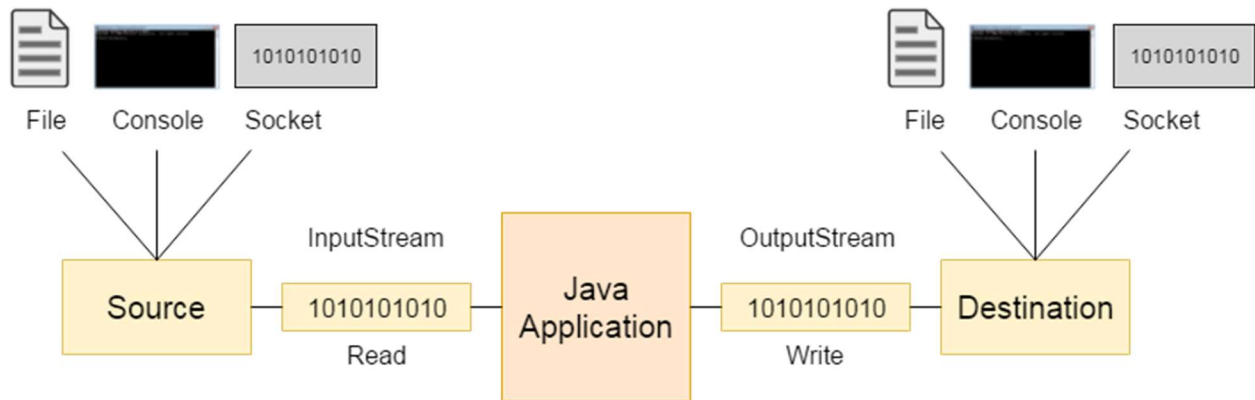 1010101010
1010101010
File
Console
Socket
File
Console
Socket
InputStream
OutputStream
Source
1010101010
Java
Application
1010101010
Destination
Read
Write